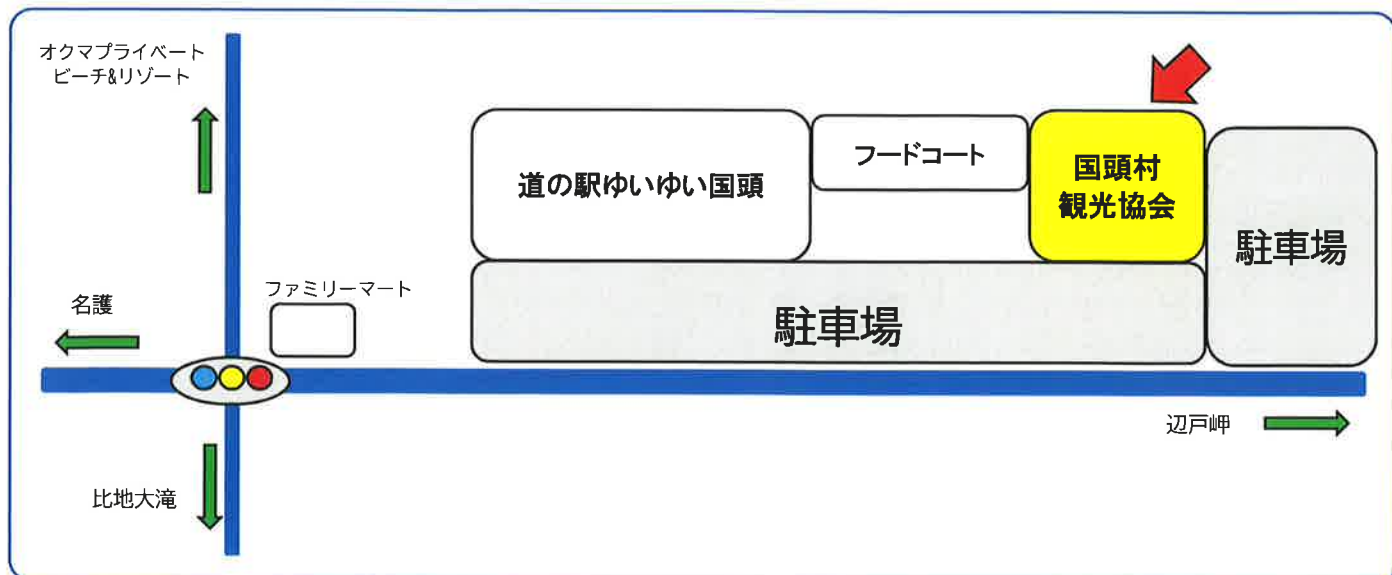 オクマプライベート
ビーチ&リゾート
道の駅ゆいゆい国頭
フードコート
国頭村
観光協会
駐車場
名護
ファミリーマート
駐車場
辺戸岬
比地大滝